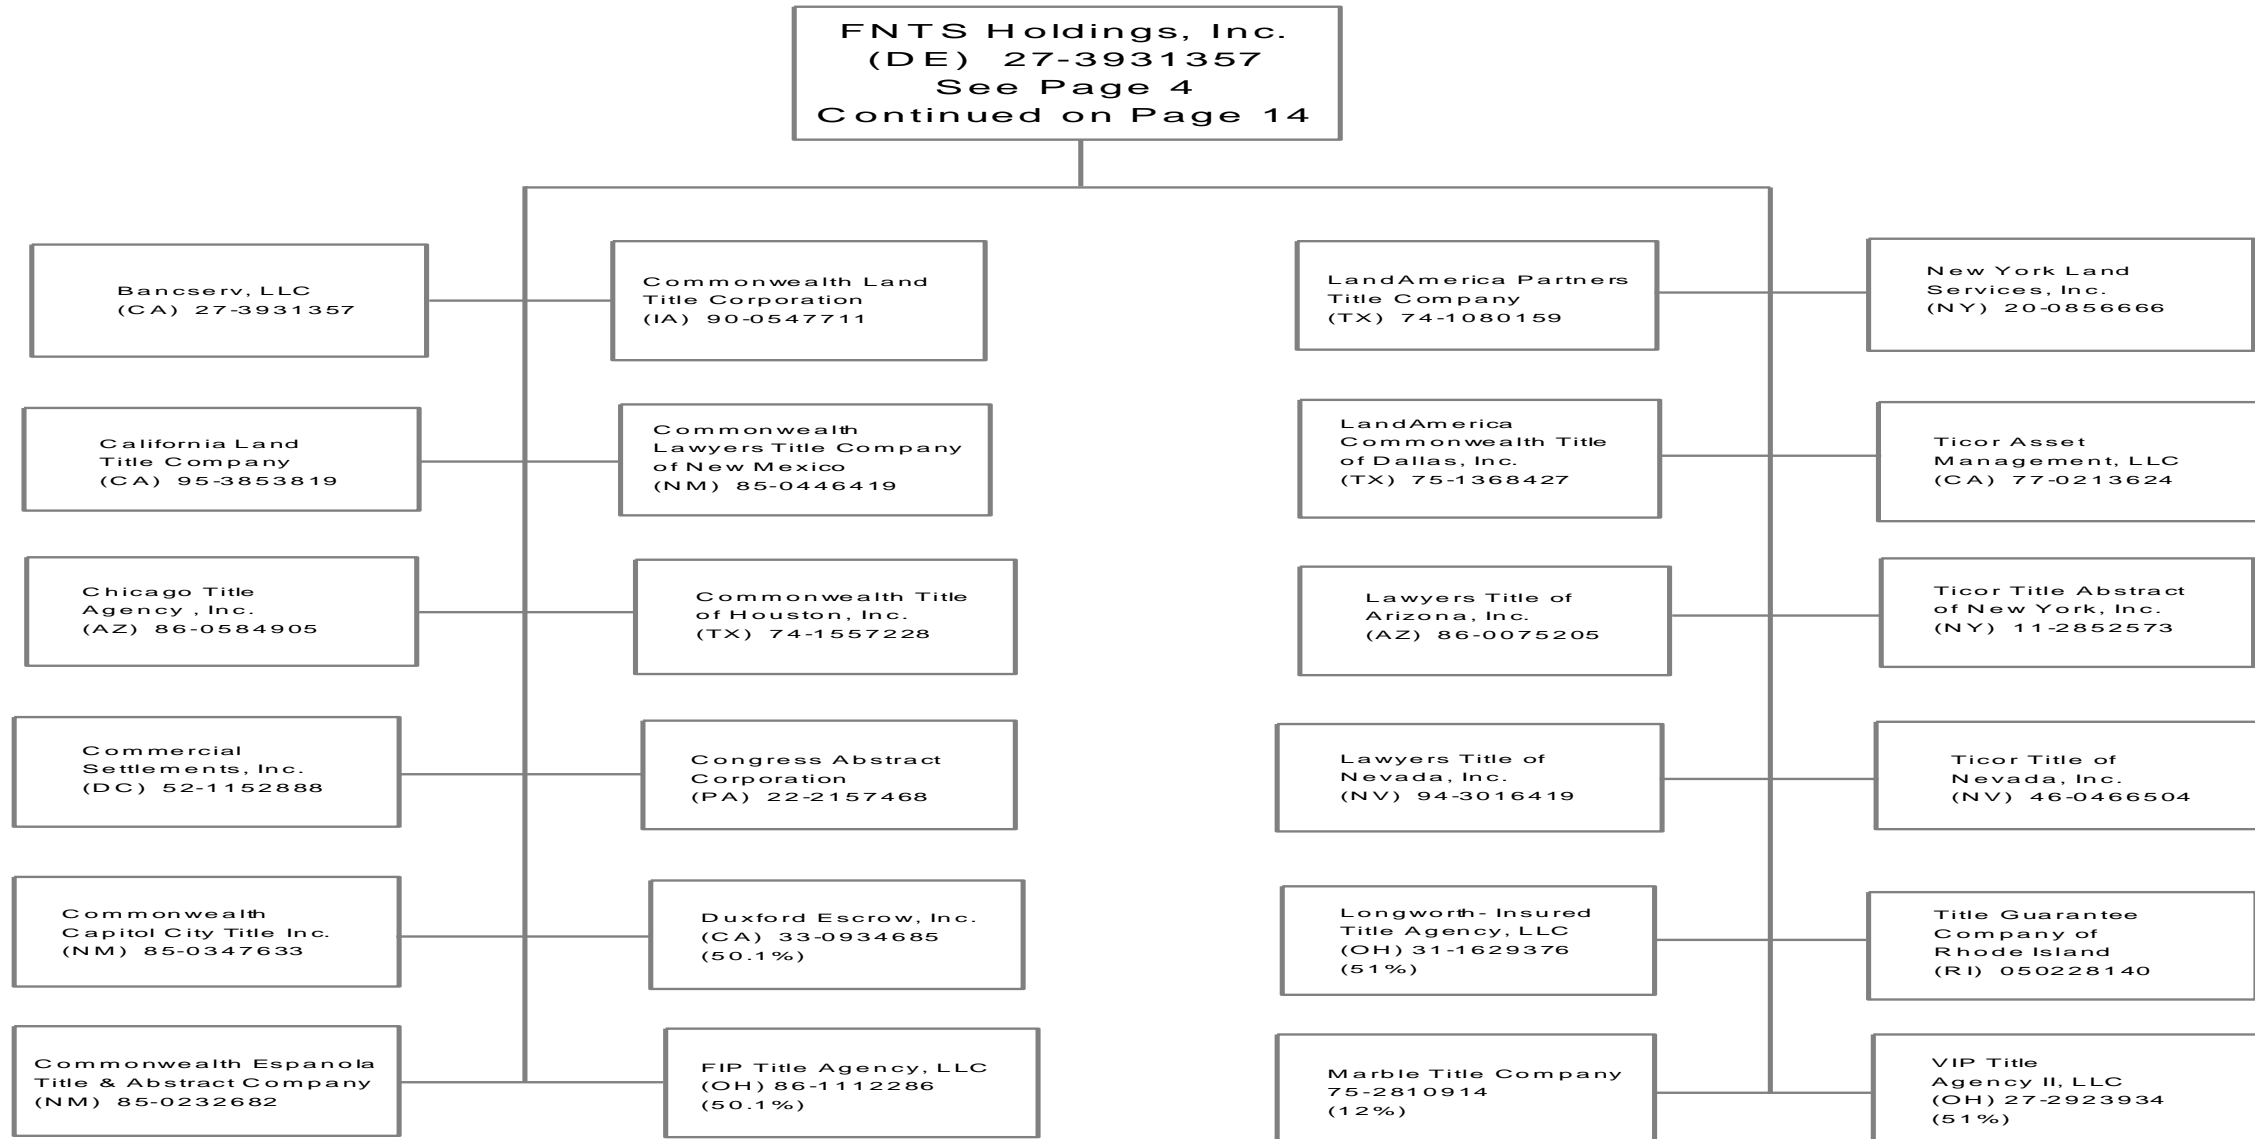 FNTS Holdings, Inc.
(DE) 27-3931357
See Page 4
Continued on Page 14
Bancserv, LLC
(CA) 27-3931357
Commonwealth Land
Title Corporation
(IA) 90-0547711
LandAmerica Partners
Title Company
(TX) 74-1080159
New York Land
Services, Inc.
(NY) 20-0856666
California Land
Title Company
(CA) 95-3853819
Commonwealth
Lawyers Title Company
of New Mexico
(NM) 85-0446419
LandAmerica
Commonwealth Title
of Dallas, Inc.
(TX) 75-1368427
Ticor Asset
Management, LLC
(CA) 77-0213624
Chicago Title
Agency , Inc.
(AZ) 86-0584905
Commonwealth Title
of Houston, Inc.
(TX) 74-1557228
Lawyers Title of
Arizona, Inc.
(AZ) 86-0075205
Ticor Title Abstract
of New York, Inc.
(NY) 11-2852573
Commercial
Settlements, Inc.
(DC) 52-1152888
Congress Abstract
Corporation
(PA) 22-2157468
Lawyers Title of
Nevada, Inc.
(NV) 94-3016419
Ticor Title of
Nevada, Inc.
(NV) 46-0466504
Commonwealth
Capitol City Title Inc.
(NM) 85-0347633
Duxford Escrow, Inc.
(CA) 33-0934685
(50.1%)
Longworth- Insured
Title Agency, LLC
(OH) 31-1629376
(51%)
Title Guarantee
Company of
Rhode Island
(RI) 050228140
Commonwealth Espanola
Title & Abstract Company
(NM) 85-0232682
FIP Title Agency, LLC
(OH) 86-1112286
(50.1%)
Marble Title Company
75-2810914
(12%)
VIP Title
Agency II, LLC
(OH) 27-2923934
(51%)